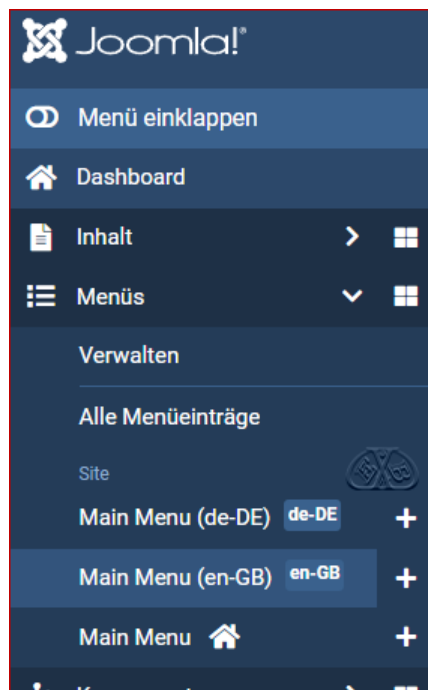 Joomla!®
Menü einklappen
Dashboard
Inhalt
Menüs
Verwalten
Alle Menüeinträge
Site
Main Menu (de-DE) de-DE
Main Menu (en-GB) en-GB
Main Menu